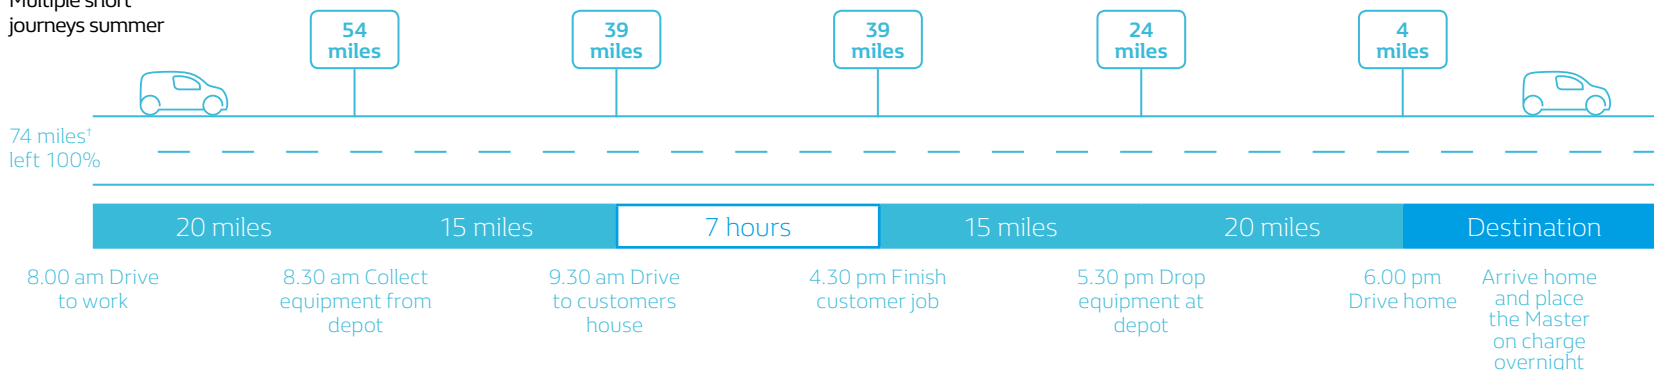 Multiple short
journeys summer
54
miles
39
miles
39
miles
24
miles
4
miles
74 miles†
left 100%
20 miles
15 miles
7 hours
15 miles
20 miles
Destination
8.00 am Drive
to work
8.30 am Collect
equipment from
depot
9.30 am Drive
to customers
house
4.30 pm Finish
customer job
5.30 pm Drop
equipment at
depot
6.00 pm
Drive home
Arrive home
and place
the Master
on charge
overnight